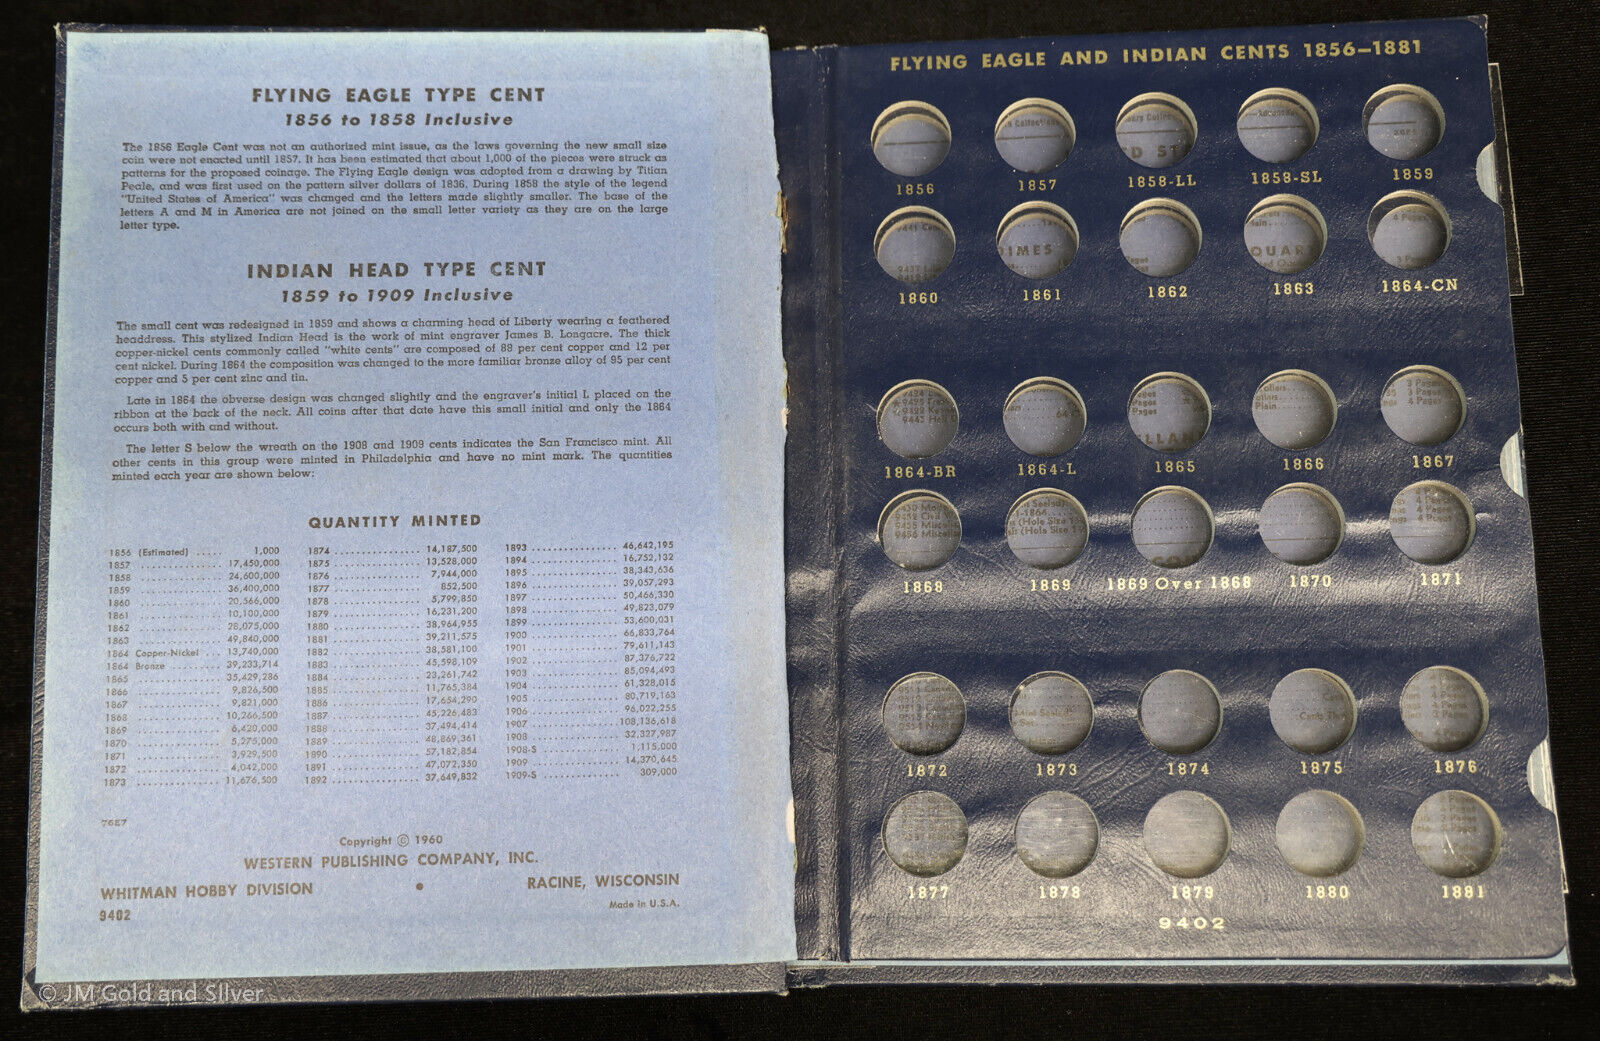 FLYING EAGLE TYPE CENT
1856 to 1858 Inclusive
The 1856 Eagle Cent was not an authorized mint issue, as the laws governing the new small size
coin were not enacted until 1857. It has been estimated that about 1,000 of the pieces were struck as
patterns for the proposed coinage. The Flying Eagle design was adopted from a drawing by Titian
Peale, and was first used on the pattern silver dollars of 1836. During 1858 the style of the legend
"United States of America" was changed and the letters made slightly smaller. The base of the
letters A and M in America are not joined on the small letter variety as they are on the large
letter type.
INDIAN HEAD TYPE CENT
1859 to 1909 Inclusive
The small cent was redesigned in 1859 and shows a charming head of Liberty wearing a feathered
headdress. This stylized Indian Head is the work of mint engraver James B. Longacre. The thick
copper-nickel cents commonly called "white cents" are composed of 88 per cent copper and 12 per
cent nickel. During 1864 the composition was changed to the more familiar bronze alloy of 95 per cent
copper and 5 per cent zinc and tin.
Late in 1864 the obverse design was changed slightly and the engraver's initial L placed on the
ribbon at the back of the neck. All coins after that date have this small initial and only the 1864
occurs both with and without.
The letter S below the wreath on the 1908 and 1909 cents indicates the San Francisco mint. All
other cents in this group were minted in Philadelphia and have no mint mark. The quantities
minted each year are shown below:
QUANTITY MINTED
1856 (Estimated) ..... 1,000
1857 ................ 17,450,000
1858 ................ 24,600,000
1859 ................ 36,400,000
1860 ................ 20,566,000
1861 ................ 10,100,000
1862 ................ 28,075,000
1863 ................ 49,840,000
1864 Copper-Nickel ... 13,740,000
1864 Bronze .......... 39,233,714
1865 ................ 35,429,286
1866 ................ 9,826,500
1867 ................ 9,821,000
1868 ................ 10,266,500
1869 ................ 6,420,000
1870 ................ 5,275,000
1871 ................ 3,929,500
1872 ................ 4,042,000
1873 ................ 11,676,500
1874 ................ 14,187,500
1875 ................ 13,528,000
1876 ................ 7,944,000
1877 ................ 852,500
1878 ................ 5,799,850
1879 ................ 16,231,200
1880 ................ 38,964,955
1881 ................ 39,211,575
1882 ................ 38,581,100
1883 ................ 45,598,109
1884 ................ 23,261,742
1885 ................ 11,765,384
1886 ................ 17,654,290
1887 ................ 45,226,483
1888 ................ 37,494,414
1889 ................ 48,869,361
1890 ................ 57,182,854
1891 ................ 47,072,350
1892 ................ 37,649,832
1893 ................ 46,642,195
1894 ................ 16,752,132
1895 ................ 38,343,636
1896 ................ 39,057,293
1897 ................ 50,466,330
1898 ................ 49,823,079
1899 ................ 53,600,031
1900 ................ 66,833,764
1901 ................ 79,611,143
1902 ................ 87,376,722
1903 ................ 85,094,493
1904 ................ 61,328,015
1905 ................ 80,719,163
1906 ................ 96,022,255
1907 ................ 108,136,618
1908 ................ 32,327,987
1908-S .............. 1,115,000
1909 ................ 14,370,645
1909-S .............. 309,000
76E7
Copyright © 1960
WESTERN PUBLISHING COMPANY, INC.
WHITMAN HOBBY DIVISION • RACINE, WISCONSIN
9402 Made in U.S.A.
© JM Gold and Silver
FLYING EAGLE AND INDIAN CENTS 1856–1881
1856 1857 1858-LL 1858-SL 1859
1860 1861 1862 1863 1864-CN
1864-BR 1864-L 1865 1866 1867
1868 1869 1869 Over 1868 1870 1871
1872 1873 1874 1875 1876
1877 1878 1879 1880 1881
9402